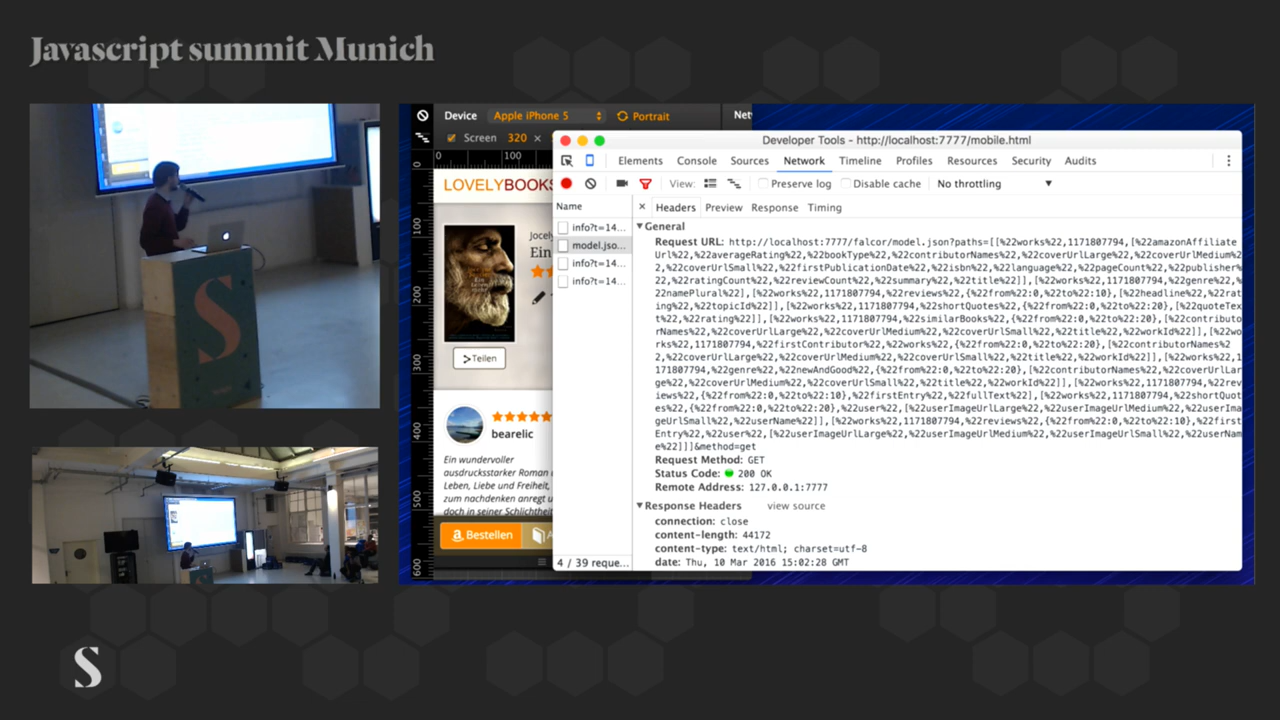 Javascript summit Munich
Device Apple iPhone 5 Portrait Net
Screen 320 ×
0 100
0
100
200
300
400
500
600
LOVELYBOOKS
Jocely
Ein
Teilen
bearelic
Ein wundervoller
ausdrucksstarker Roman
Leben, Liebe und Freiheit,
zum nachdenken anregt u
doch in seiner Schlichtheit
Bestellen A
Developer Tools - http://localhost:7777/mobile.html
Elements Console Sources Network Timeline Profiles Resources Security Audits
View: Preserve log Disable cache No throttling
Name
info?t=14...
model.jso...
info?t=14...
info?t=14...
4 / 39 reque...
× Headers Preview Response Timing
General
Request URL: http://localhost:7777/falcor/model.json?paths=[[%22works%22,1171807794,[%22amazonAffiliate
Url%22,%22averageRating%22,%22bookType%22,%22contributorNames%22,%22coverUrlLarge%22,%22coverUrlMedium%2
2,%22coverUrlSmall%22,%22firstPublicationDate%22,%22isbn%22,%22language%22,%22pageCount%22,%22publisher%
22,%22ratingCount%22,%22reviewCount%22,%22summary%22,%22title%22]],[%22works%22,1171807794,%22genre%22,%
22namePlural%22],[%22works%22,1171807794,%22reviews%22,{%22from%22:0,%22to%22:10},[%22headline%22,%22rat
ing%22,%22topicId%22]],[%22works%22,1171807794,%22shortQuotes%22,{%22from%22:0,%22to%22:20},[%22quoteTex
t%22,%22rating%22]],[%22works%22,1171807794,%22similarBooks%22,{%22from%22:0,%22to%22:20},[%22contributo
rNames%22,%22coverUrlLarge%22,%22coverUrlMedium%22,%22coverUrlSmall%22,%22title%22,%22workId%22]],[%22wo
rks%22,1171807794,%22firstContributor%22,%22works%22,{%22from%22:0,%22to%22:20},[%22contributorNames%22
2,%22coverUrlLarge%22,%22coverUrlMedium%22,%22coverUrlSmall%22,%22title%22,%22workId%22]],[%22works%22,1
171807794,%22genre%22,%22newAndGood%22,{%22from%22:0,%22to%22:20},[%22contributorNames%22,%22coverUrlLar
ge%22,%22coverUrlMedium%22,%22coverUrlSmall%22,%22title%22,%22workId%22]],[%22works%22,1171807794,%22rev
iews%22,{%22from%22:0,%22to%22:10},%22firstEntry%22,%22fullText%22],[%22works%22,1171807794,%22shortQuot
es%22,{%22from%22:0,%22to%22:20},%22user%22,[%22userImageUrlLarge%22,%22userImageUrlMedium%22,%22userIma
geUrlSmall%22,%22userName%22]],[%22works%22,1171807794,%22reviews%22,{%22from%22:0,%22to%22:10},%22first
Entry%22,%22user%22,[%22userImageUrlLarge%22,%22userImageUrlMedium%22,%22userImageUrlSmall%22,%22userNam
e%22]]]&method=get
Request Method: GET
Status Code: 200 OK
Remote Address: 127.0.0.1:7777
Response Headers view source
connection: close
content-length: 44172
content-type: text/html; charset=utf-8
date: Thu, 10 Mar 2016 15:02:28 GMT
S
S